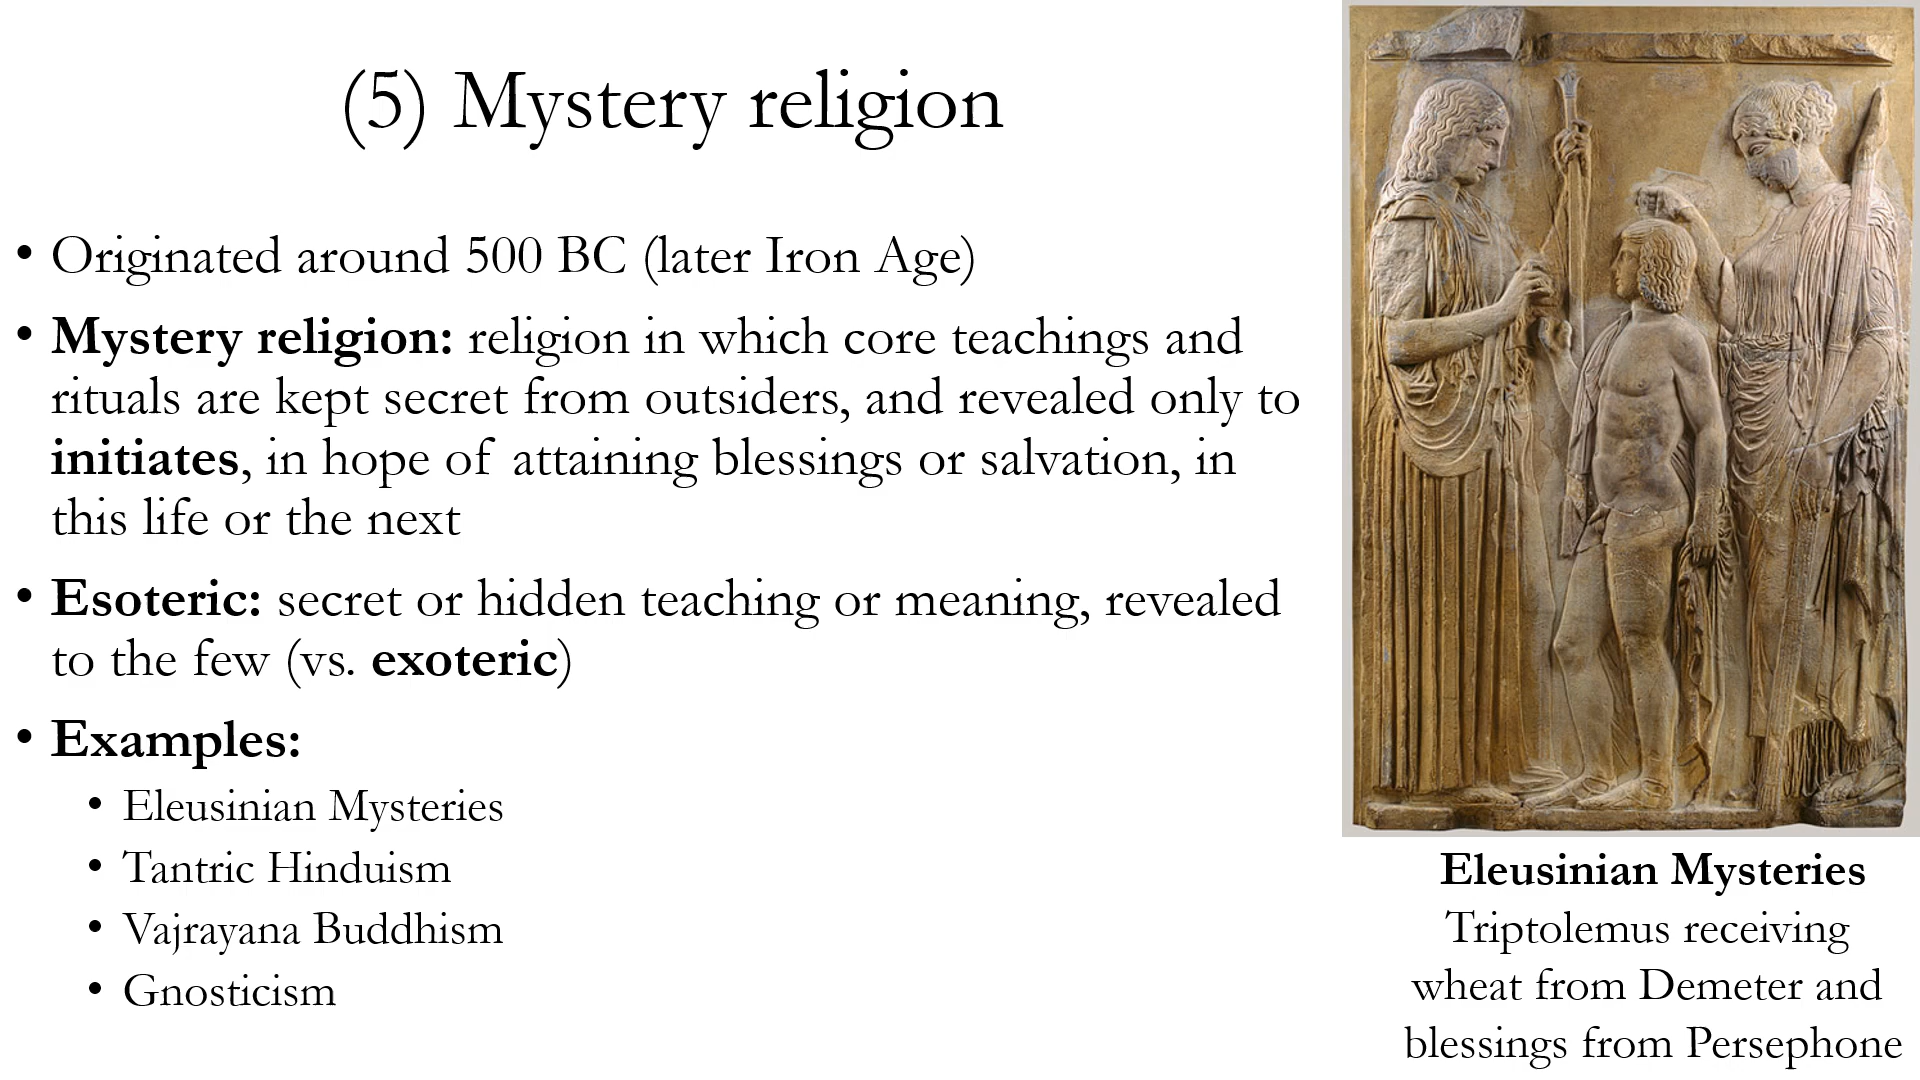 (5) Mystery religion
• Originated around 500 BC (later Iron Age)
• Mystery religion: religion in which core teachings and
rituals are kept secret from outsiders, and revealed only to
initiates, in hope of attaining blessings or salvation, in
this life or the next
• Esoteric: secret or hidden teaching or meaning, revealed
to the few (vs. exoteric)
• Examples:
• Eleusinian Mysteries
• Tantric Hinduism
• Vajrayana Buddhism
• Gnosticism
Eleusinian Mysteries
Triptolemus receiving
wheat from Demeter and
blessings from Persephone